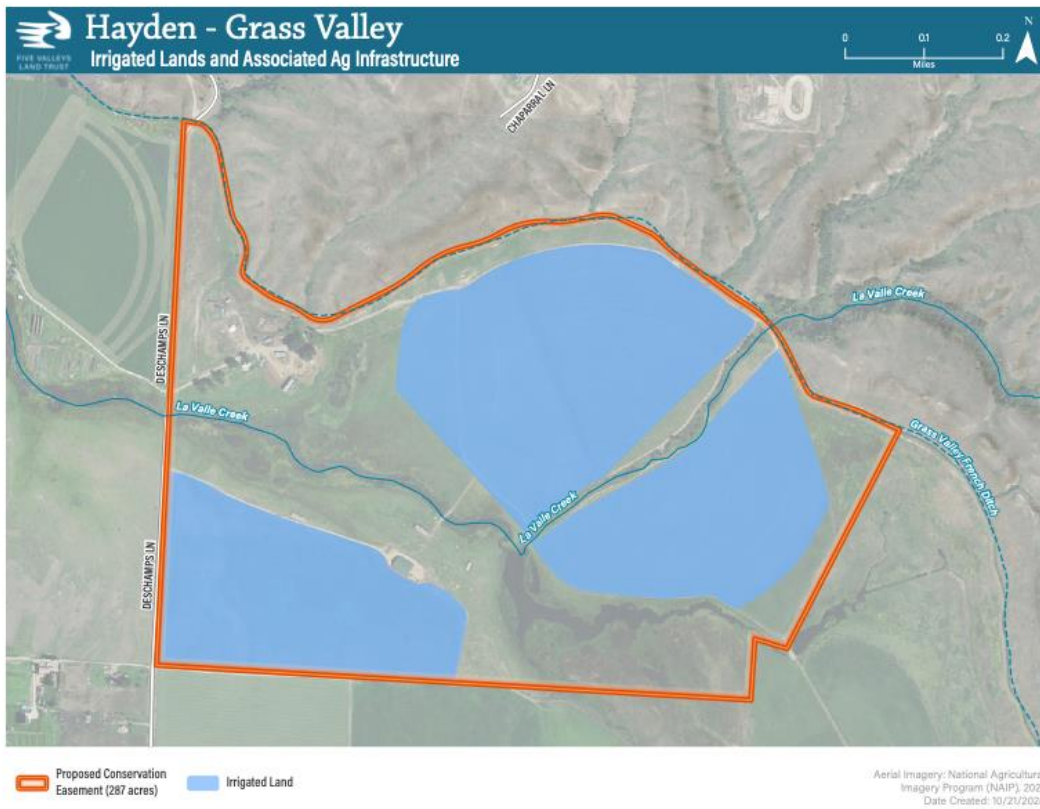 Hayden - Grass Valley
Irrigated Lands and Associated Ag Infrastructure
FIVE VALLEYS
LAND TRUST
0 0.1 0.2
Miles
N
CHAPARRAL LN
La Valle Creek
DESCHAMPS LN
La Valle Creek
Grass Valley French Ditch
La Valle Creek
DESCHAMPS LN
Proposed Conservation
Easement (287 acres)
Irrigated Land
Aerial Imagery: National Agricultura
Imagery Program (NAIP), 202
Date Created: 10/21/202